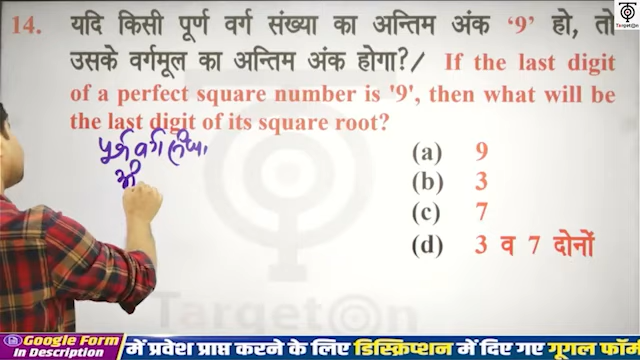 14. यदि किसी पूर्ण वर्ग संख्या का अन्तिम अंक ‘9’ हो, तो
उसके वर्गमूल का अन्तिम अंक होगा?/ If the last digit
of a perfect square number is '9', then what will be
the last digit of its square root?
पूर्ण वर्ग
(a) 9
(b) 3
(c) 7
(d) 3 व 7 दोनों
Target@n
Google Form
In Description
में प्रवेश प्राप्त करने के लिए डिस्क्रिप्शन में दिए गए गूगल फॉर्म